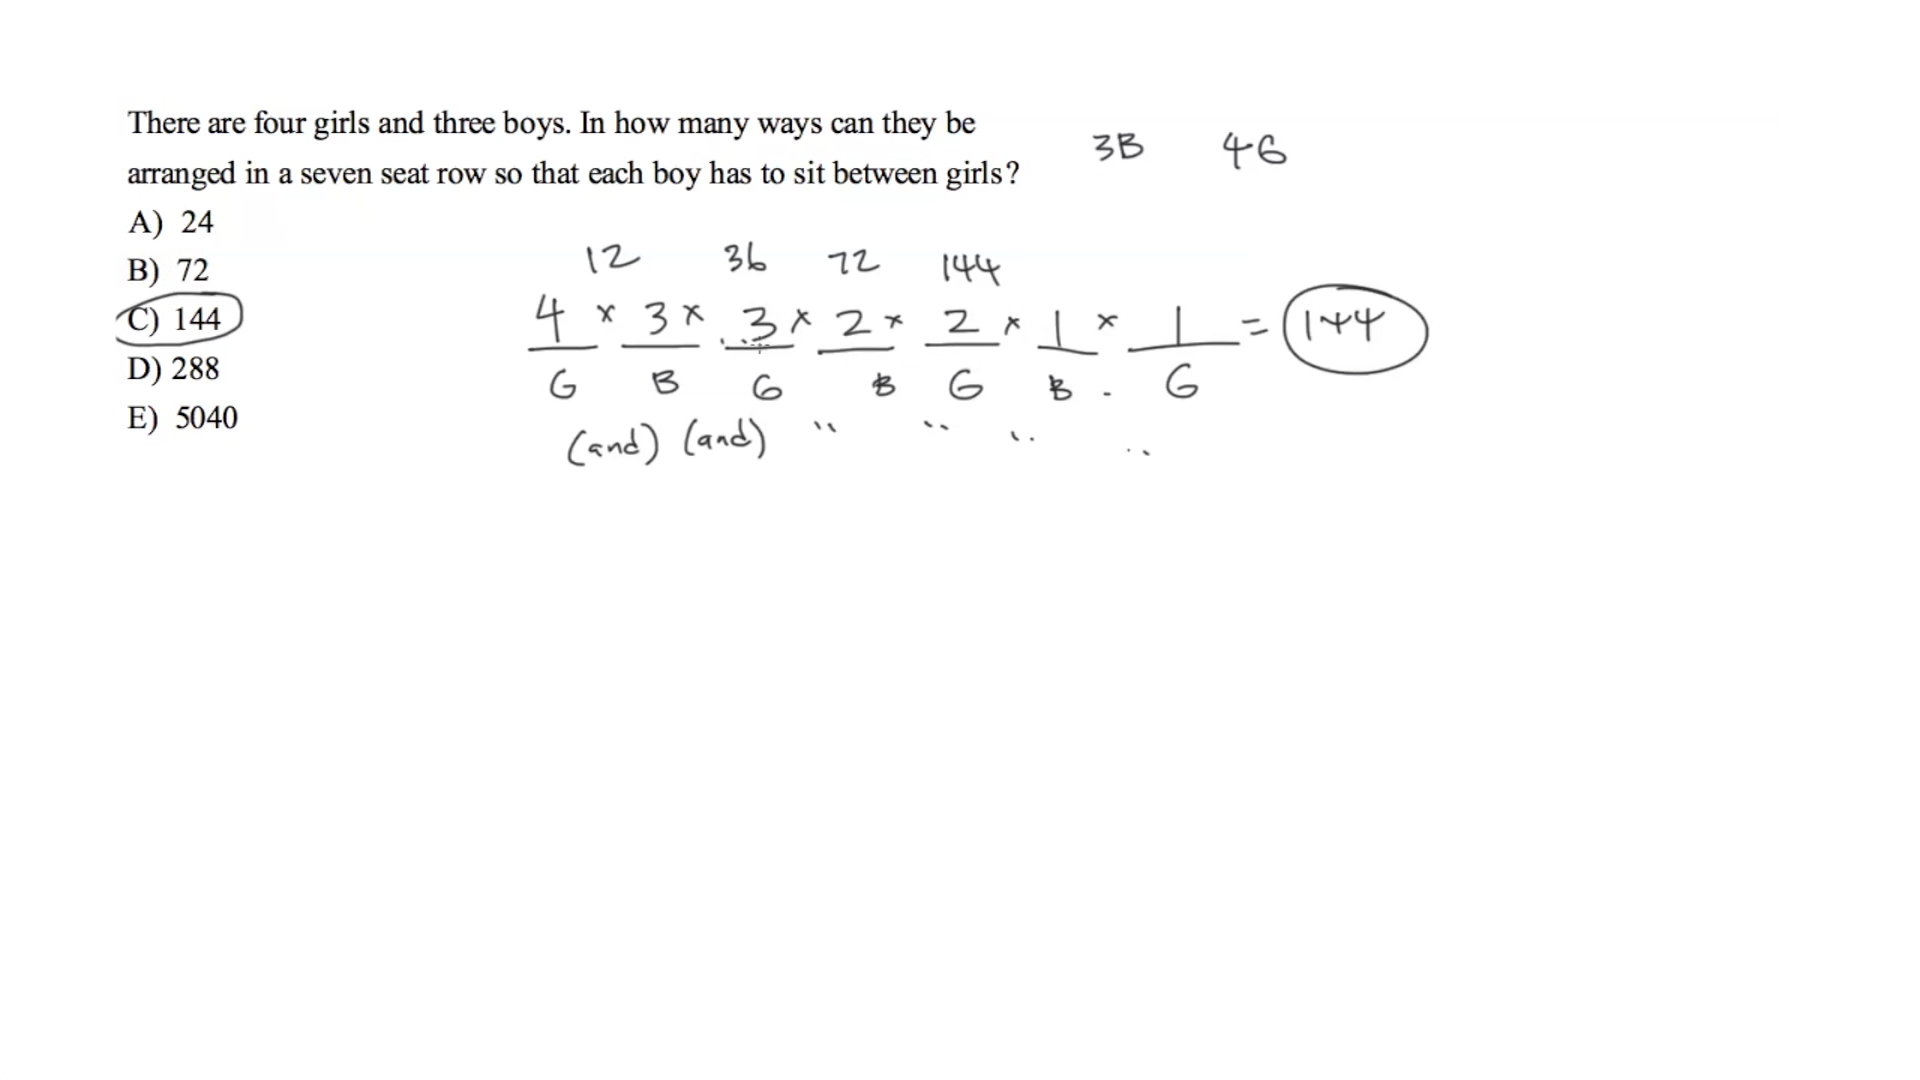 There are four girls and three boys. In how many ways can they be
arranged in a seven seat row so that each boy has to sit between girls?
3B 4G
A) 24
B) 72
C) 144
D) 288
E) 5040
12 36 72 144
4 × 3 × 3 × 2 × 2 × 1 × 1 = 144
G B G B G B G
(and) (and) " " " "